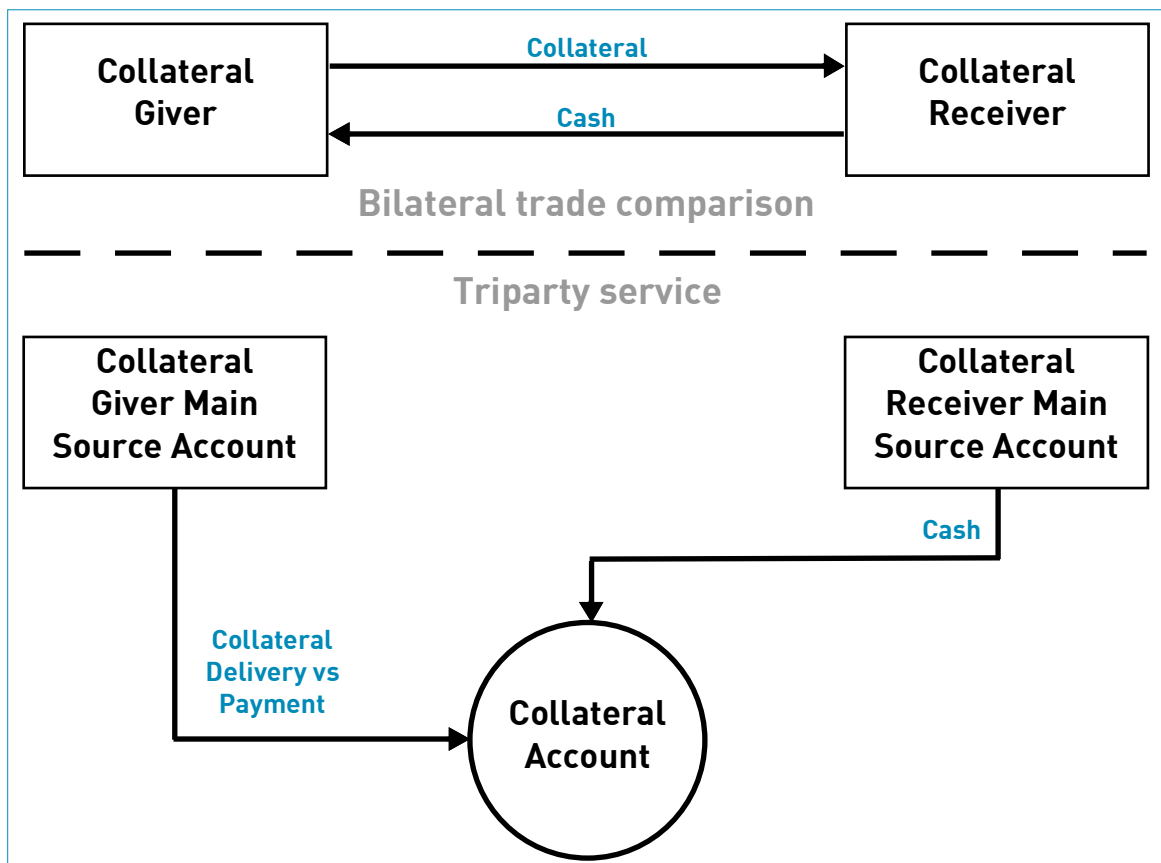 Collateral
Giver
Collateral
Cash
Collateral
Receiver
Bilateral trade comparison
Triparty service
Collateral
Giver Main
Source Account
Collateral
Receiver Main
Source Account
Cash
Collateral
Delivery vs
Payment
Collateral
Account